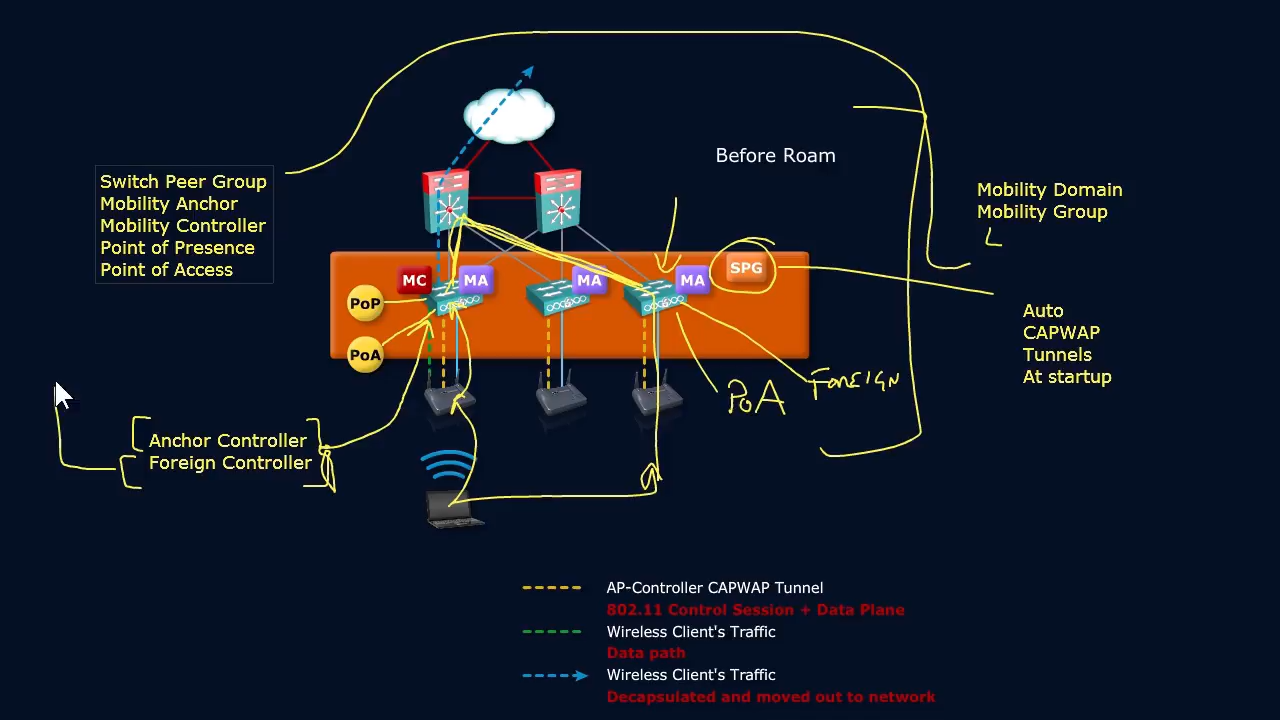 Before Roam
Switch Peer Group
Mobility Anchor
Mobility Controller
Point of Presence
Point of Access
Mobility Domain
Mobility Group
MC
MA
MA
MA
SPG
PoP
PoA
Auto
CAPWAP
Tunnels
At startup
PoA
FOREIGN
Anchor Controller
Foreign Controller
AP-Controller CAPWAP Tunnel
802.11 Control Session + Data Plane
Wireless Client's Traffic
Data path
Wireless Client's Traffic
Decapsulated and moved out to network